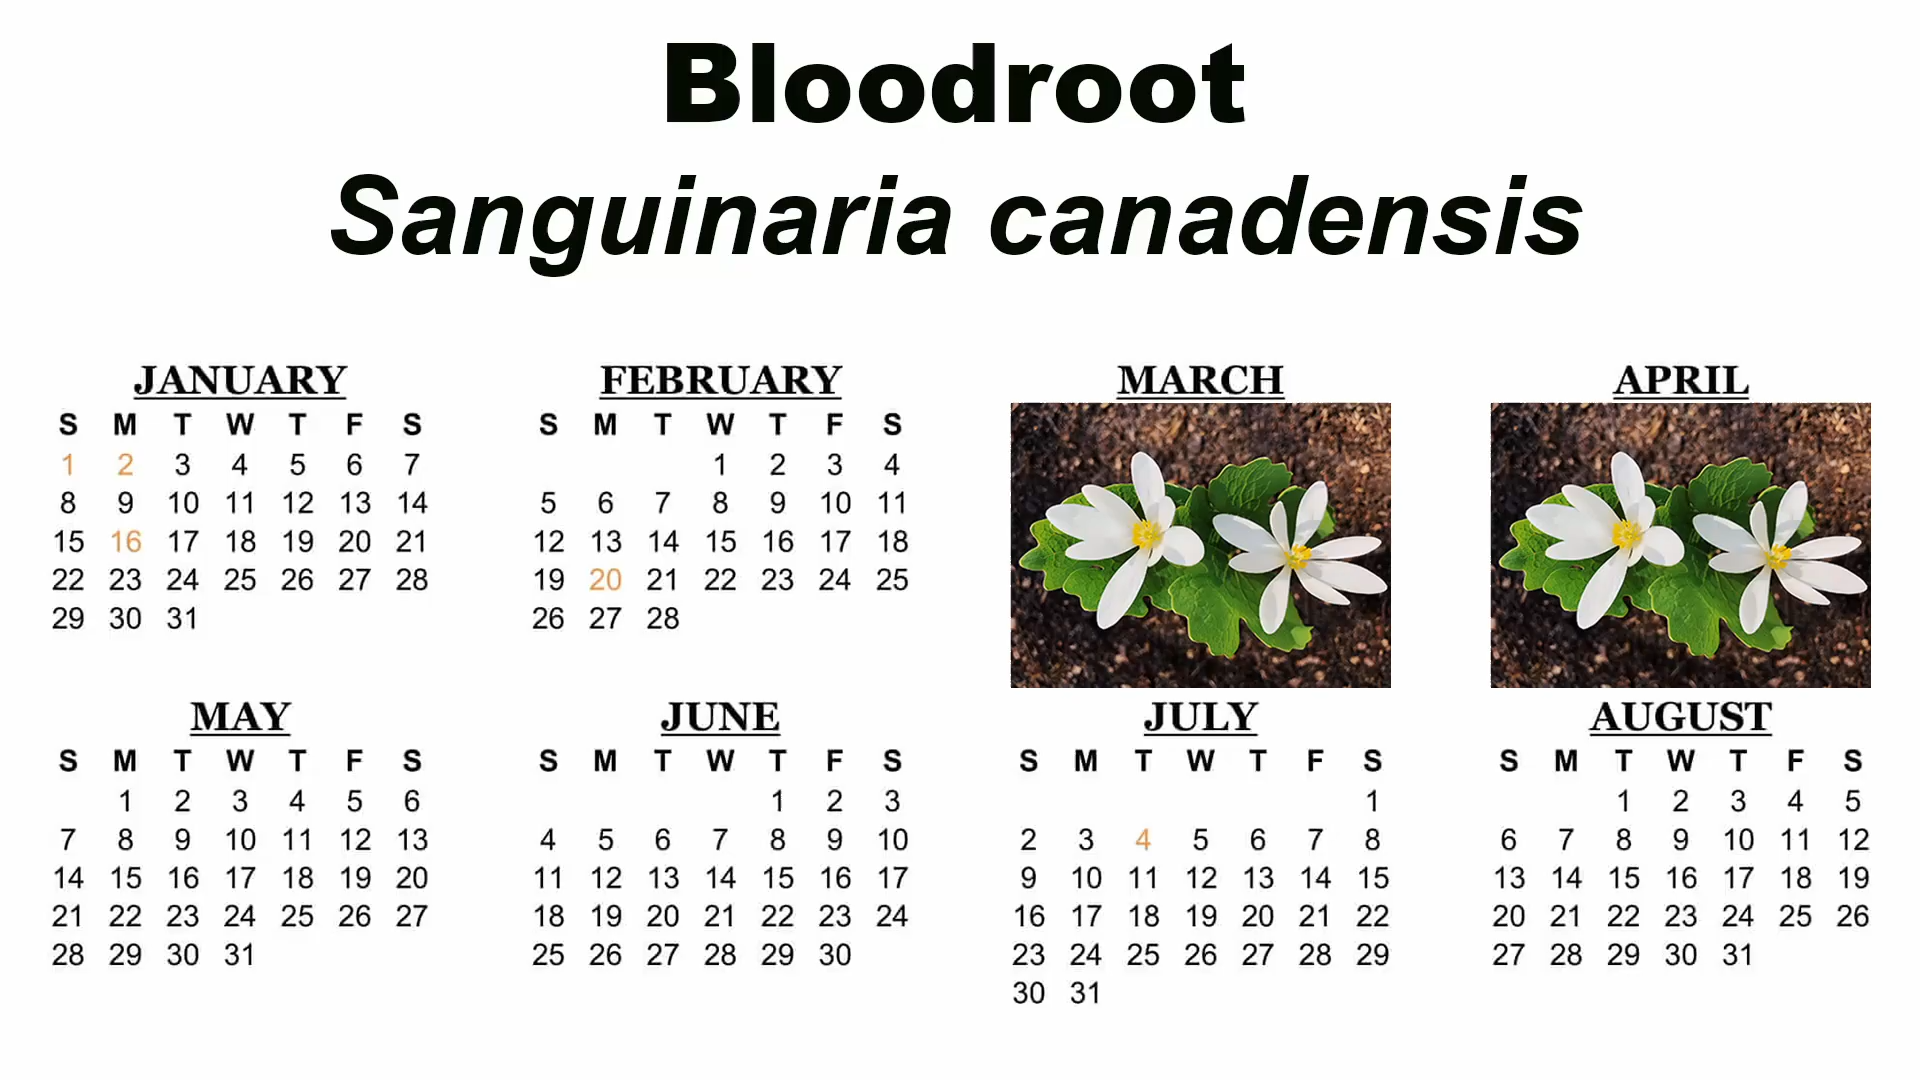 Bloodroot
Sanguinaria canadensis
JANUARY
S M T W T F S
1 2 3 4 5 6 7
8 9 10 11 12 13 14
15 16 17 18 19 20 21
22 23 24 25 26 27 28
29 30 31
FEBRUARY
S M T W T F S
1 2 3 4
5 6 7 8 9 10 11
12 13 14 15 16 17 18
19 20 21 22 23 24 25
26 27 28
MARCH
APRIL
MAY
S M T W T F S
1 2 3 4 5 6
7 8 9 10 11 12 13
14 15 16 17 18 19 20
21 22 23 24 25 26 27
28 29 30 31
JUNE
S M T W T F S
1 2 3
4 5 6 7 8 9 10
11 12 13 14 15 16 17
18 19 20 21 22 23 24
25 26 27 28 29 30
JULY
S M T W T F S
1
2 3 4 5 6 7 8
9 10 11 12 13 14 15
16 17 18 19 20 21 22
23 24 25 26 27 28 29
30 31
AUGUST
S M T W T F S
1 2 3 4 5
6 7 8 9 10 11 12
13 14 15 16 17 18 19
20 21 22 23 24 25 26
27 28 29 30 31